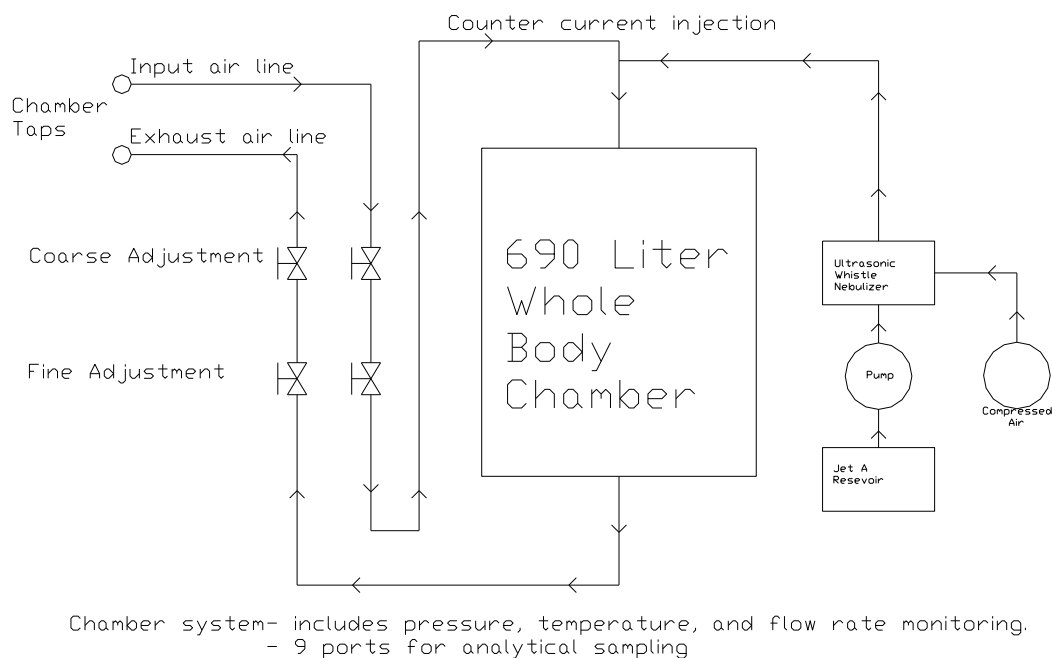 Counter current injection
Input air line
Chamber
Taps
Exhaust air line
Coarse Adjustment
Fine Adjustment
690 Liter
Whole
Body
Chamber
Ultrasonic
Whistle
Nebulizer
Pump
Compressed
Air
Jet A
Resevoir
Chamber system- includes pressure, temperature, and flow rate monitoring.
- 9 ports for analytical sampling